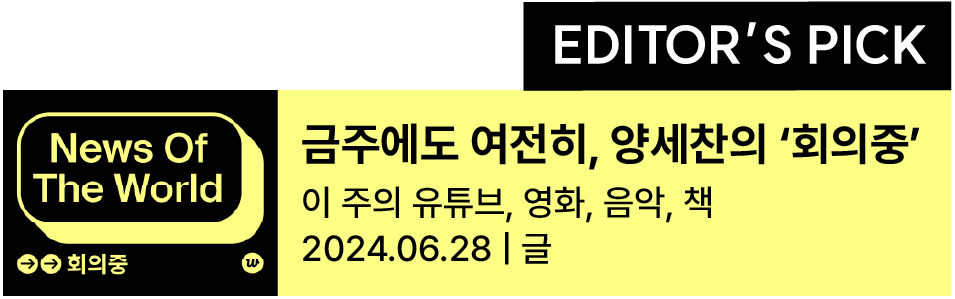 EDITOR’S PICK
News Of
The World
회의중
w
금주에도 여전히, 양세찬의 ‘회의중’
이 주의 유튜브, 영화, 음악, 책
2024.06.28 | 글